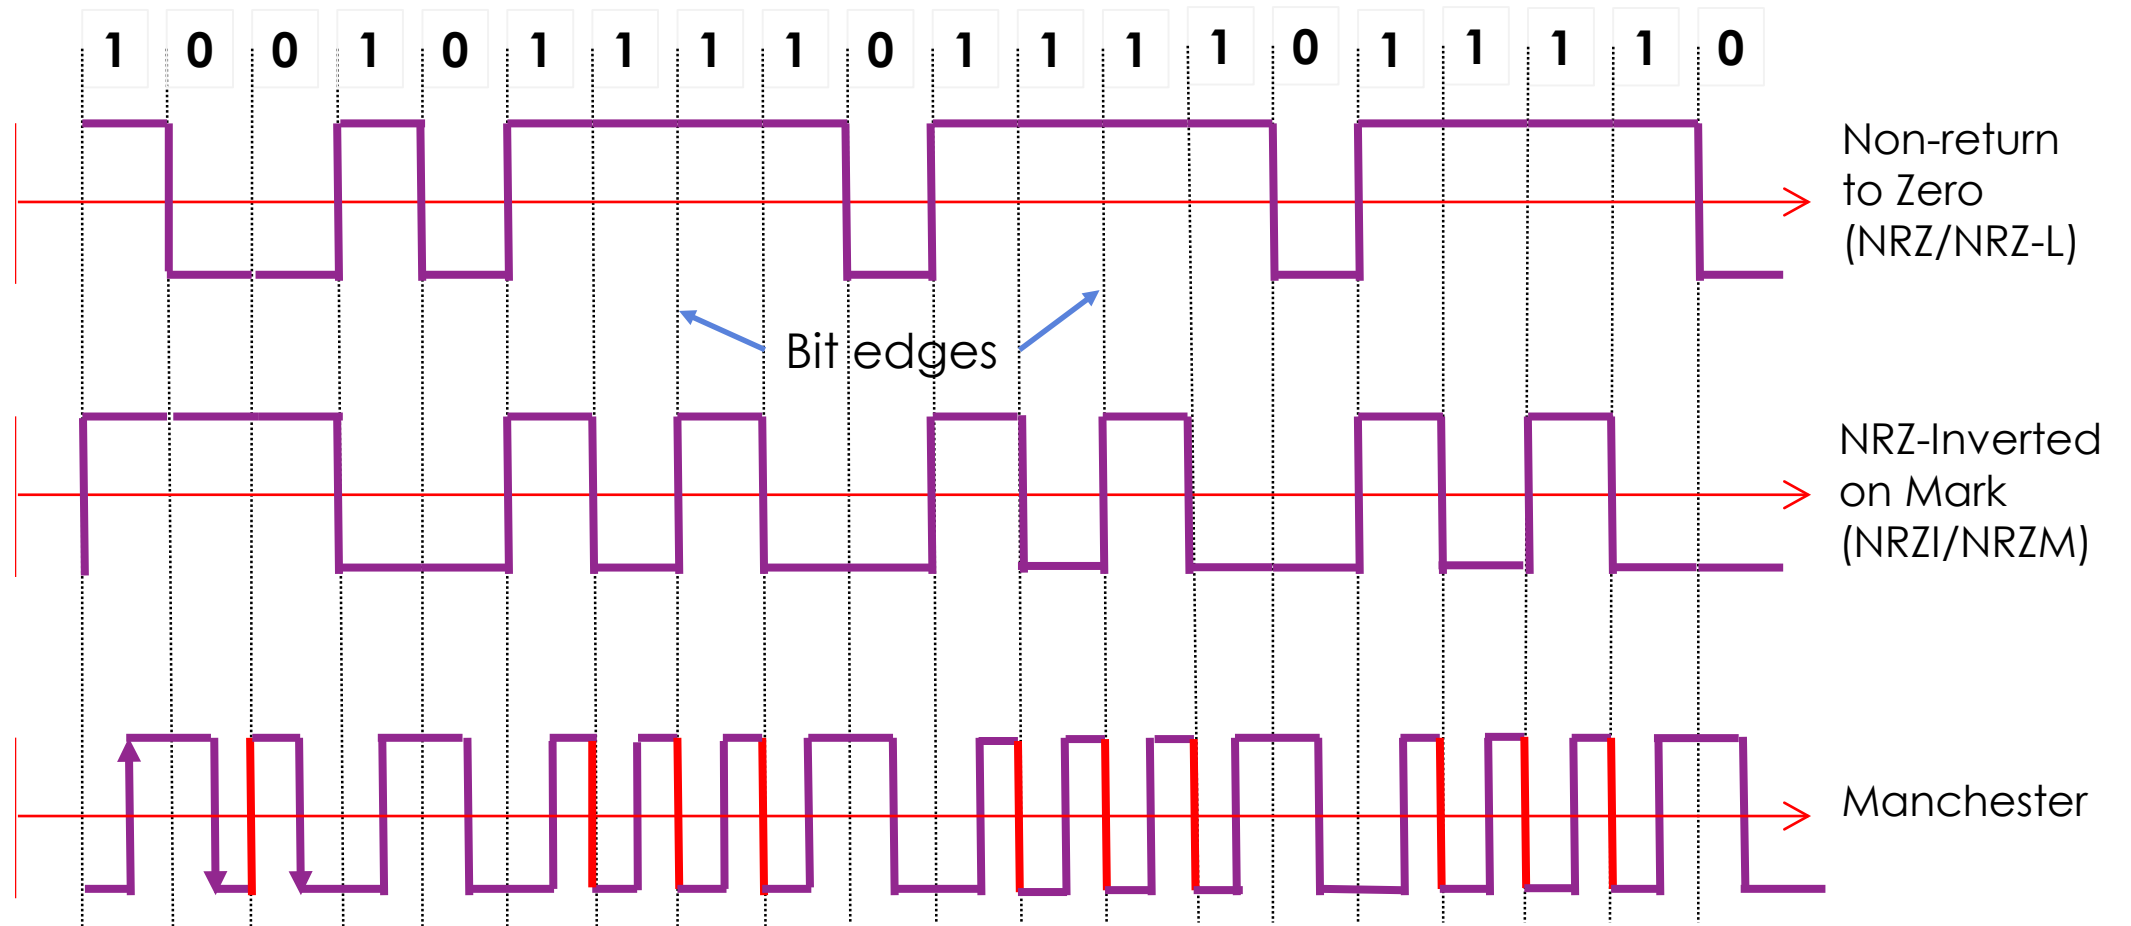 1 0 0 1 0 1 1 1 1 0 1 1 1 1 0 1 1 1 1 0
Non-return
to Zero
(NRZ/NRZ-L)
Bit edges
NRZ-Inverted
on Mark
(NRZI/NRZM)
Manchester